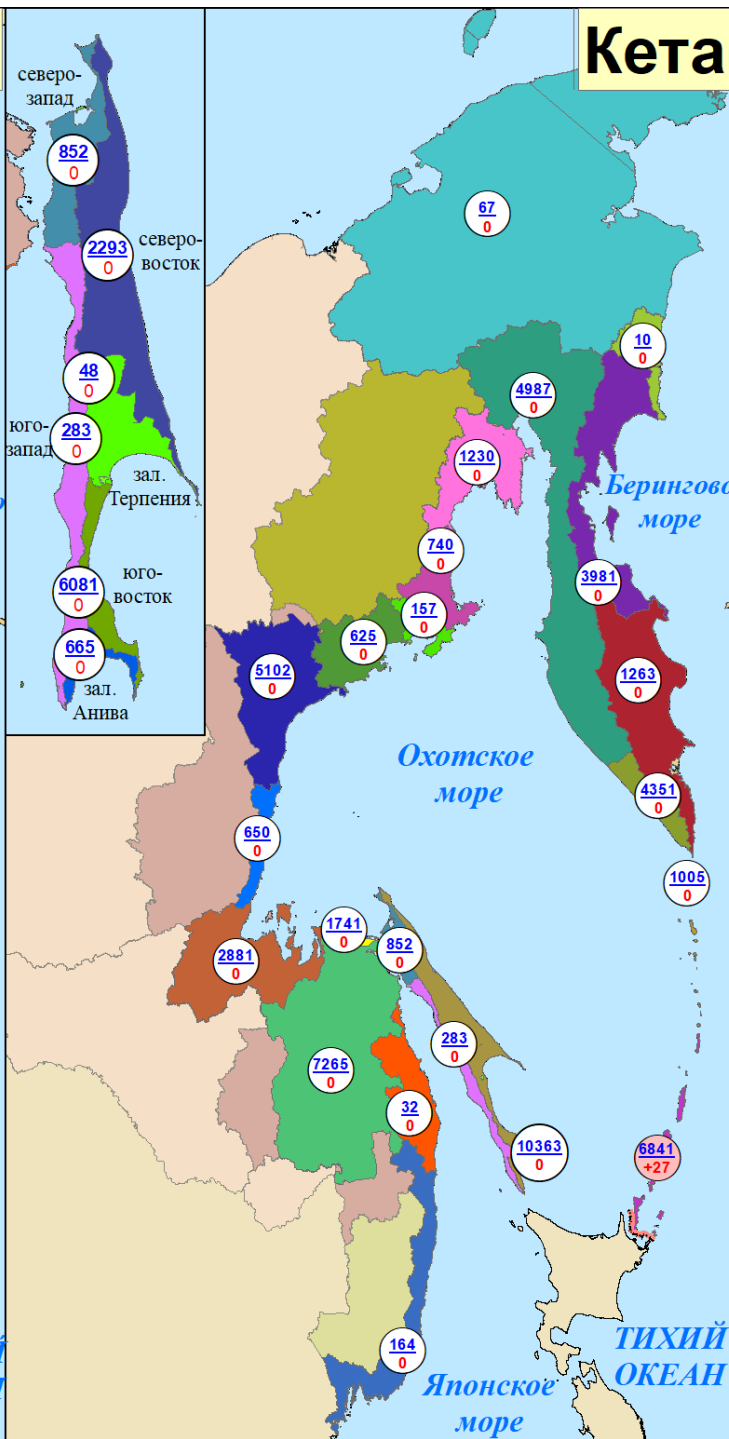 Кета
северо-
запад
852
0
2293
0
северо-
восток
48
0
юго-
запад
283
0
зал.
Терпения
юго-
восток
6081
0
665
0
зал.
Анива
67
0
10
0
4987
0
1230
0
Берингово
море
740
0
3981
0
157
0
625
0
5102
0
1263
0
Охотское
море
4351
0
650
0
1005
0
1741
0
852
0
2881
0
283
0
7265
0
32
0
10363
0
6841
+27
164
0
ТИХИЙ
ОКЕАН
Японское
море